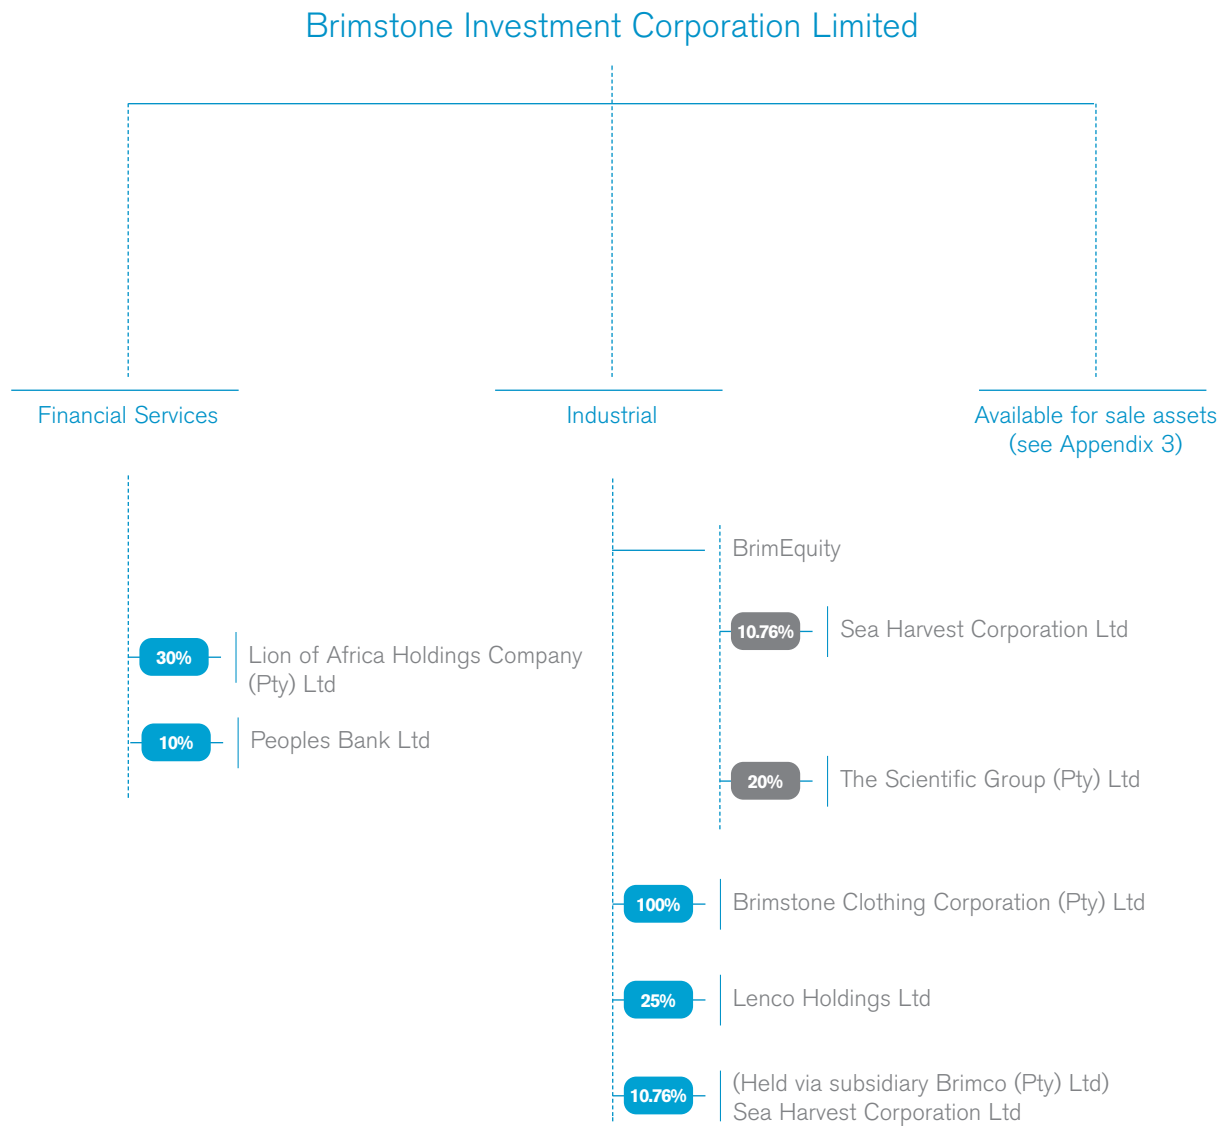 Brimstone Investment Corporation Limited
Financial Services
Industrial
Available for sale assets
(see Appendix 3)
30%
Lion of Africa Holdings Company
(Pty) Ltd
10%
Peoples Bank Ltd
BrimEquity
10.76%
Sea Harvest Corporation Ltd
20%
The Scientific Group (Pty) Ltd
100%
Brimstone Clothing Corporation (Pty) Ltd
25%
Lenco Holdings Ltd
10.76%
(Held via subsidiary Brimco (Pty) Ltd)
Sea Harvest Corporation Ltd